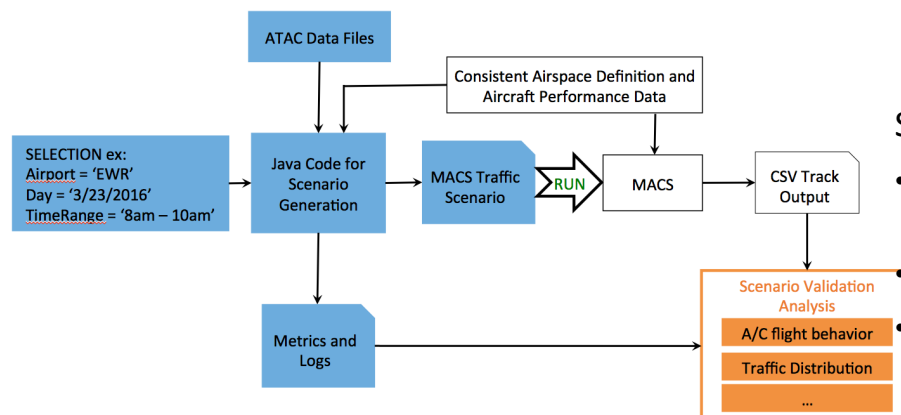 ATAC Data Files
Consistent Airspace Definition and
Aircraft Performance Data
SELECTION ex:
Airport = ‘EWR’
Day = ‘3/23/2016’
TimeRange = ‘8am – 10am’
Java Code for
Scenario
Generation
MACS Traffic
Scenario
RUN
MACS
CSV Track
Output
S
•
•
•
Metrics and
Logs
Scenario Validation
Analysis
A/C flight behavior
Traffic Distribution
...